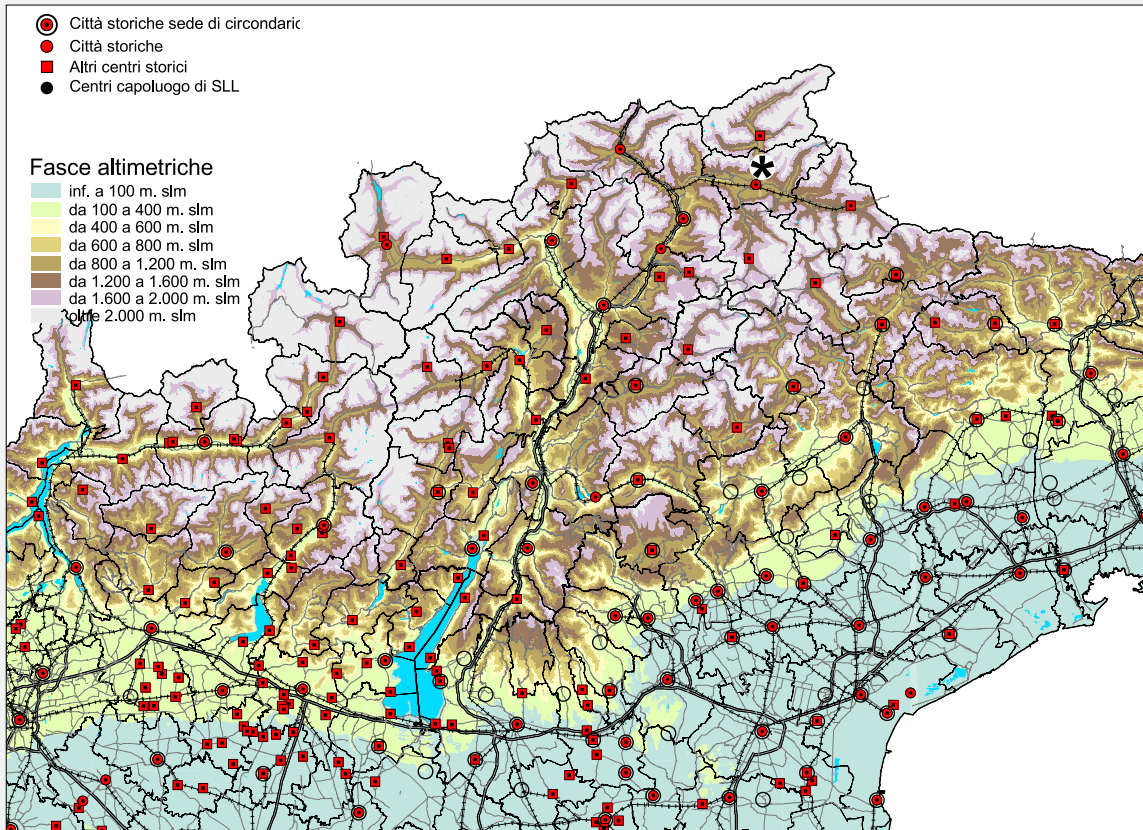 Città storiche sede di circondaric
Città storiche
Altri centri storici
Centri capoluogo di SLL
Fasce altimetriche
inf. a 100 m. slm
da 100 a 400 m. slm
da 400 a 600 m. slm
da 600 a 800 m. slm
da 800 a 1.200 m. slm
da 1.200 a 1.600 m. slm
da 1.600 a 2.000 m. slm
oltre 2.000 m. slm
*